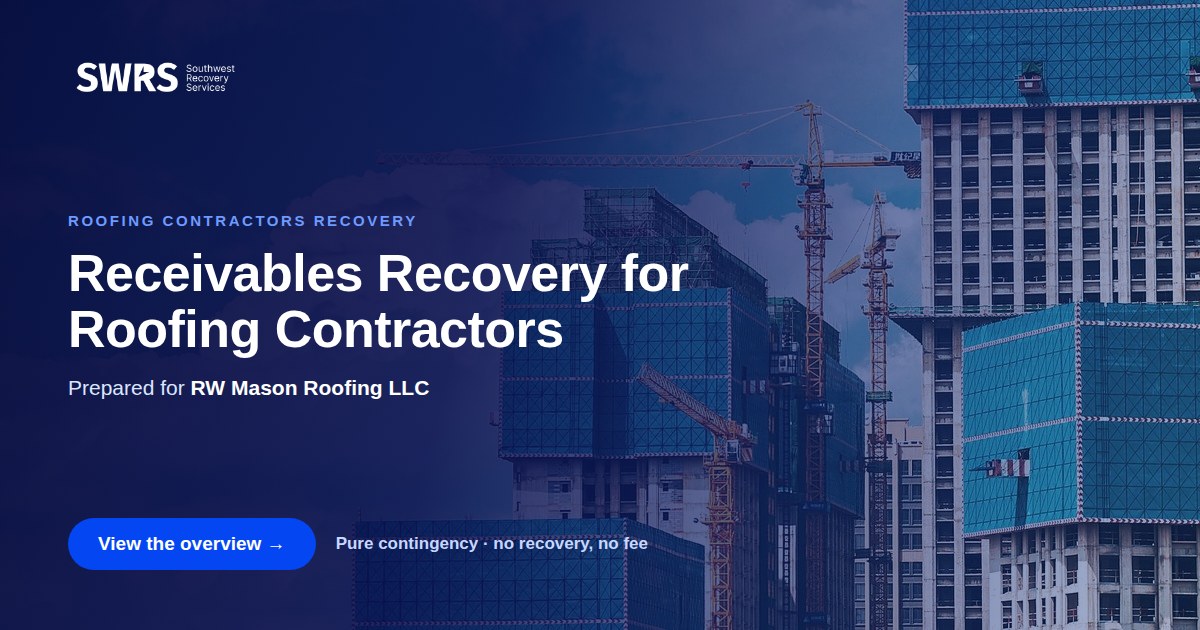 SWRS
Southwest
Recovery
Services
ROOFING CONTRACTORS RECOVERY
Receivables Recovery for
Roofing Contractors
Prepared for RW Mason Roofing LLC
View the overview →
Pure contingency · no recovery, no fee